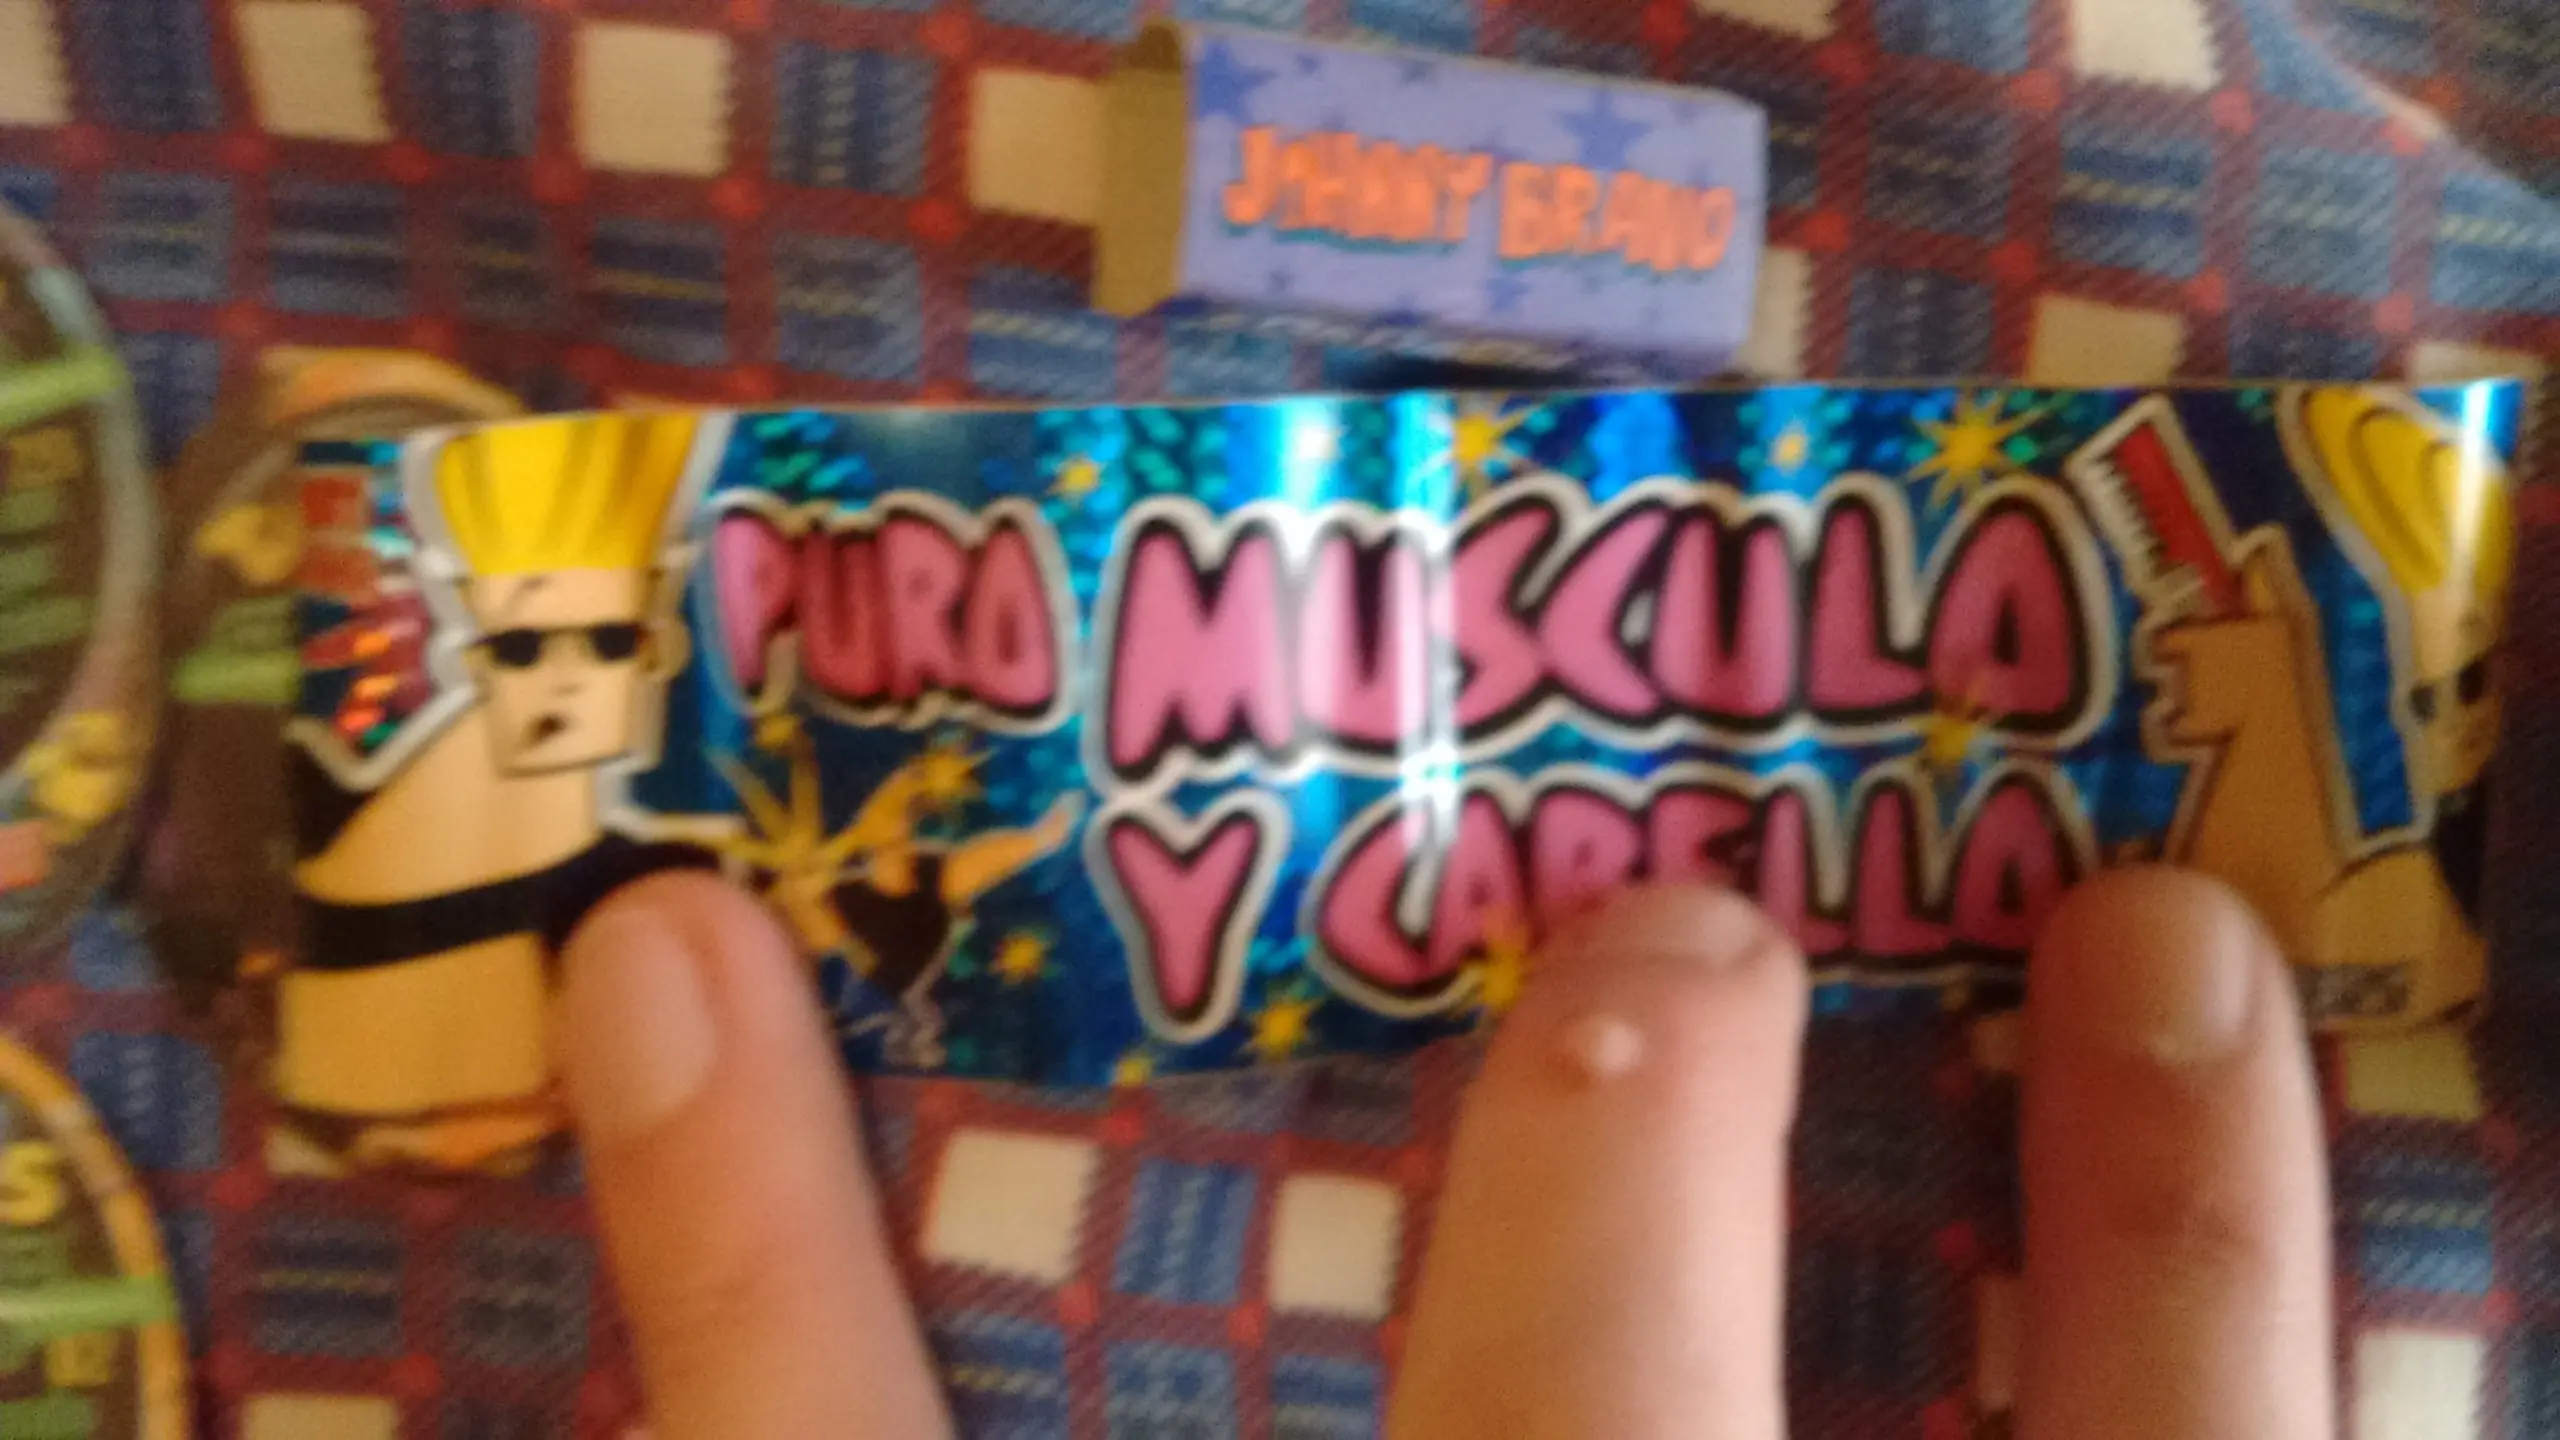 JOHNNY BRAVO
PURO MUSCULO
Y CABELLO
S